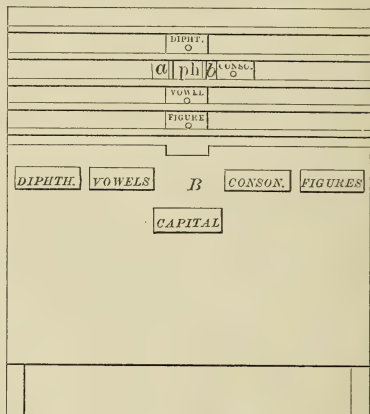 DIPHT.
a ph b CONSO.
VOWEL
FIGURE
DIPHTH. VOWELS B CONSON. FIGURES
CAPITAL